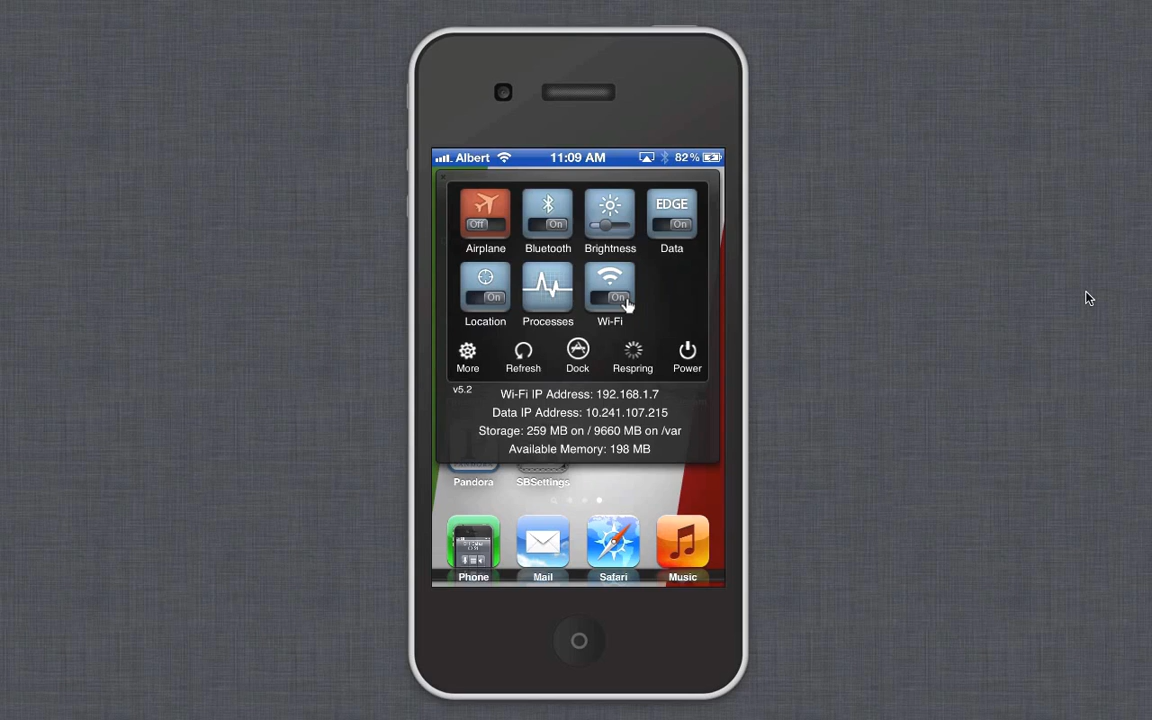 Albert 11:09 AM 82%
EDGE
Off On On
Airplane Bluetooth Brightness Data
On On
Location Processes Wi-Fi
More Refresh Dock Respring Power
v5.2
Wi-Fi IP Address: 192.168.1.7
Data IP Address: 10.241.107.215
Storage: 259 MB on / 9660 MB on /var
Available Memory: 198 MB
Pandora SBSettings
Phone Mail Safari Music